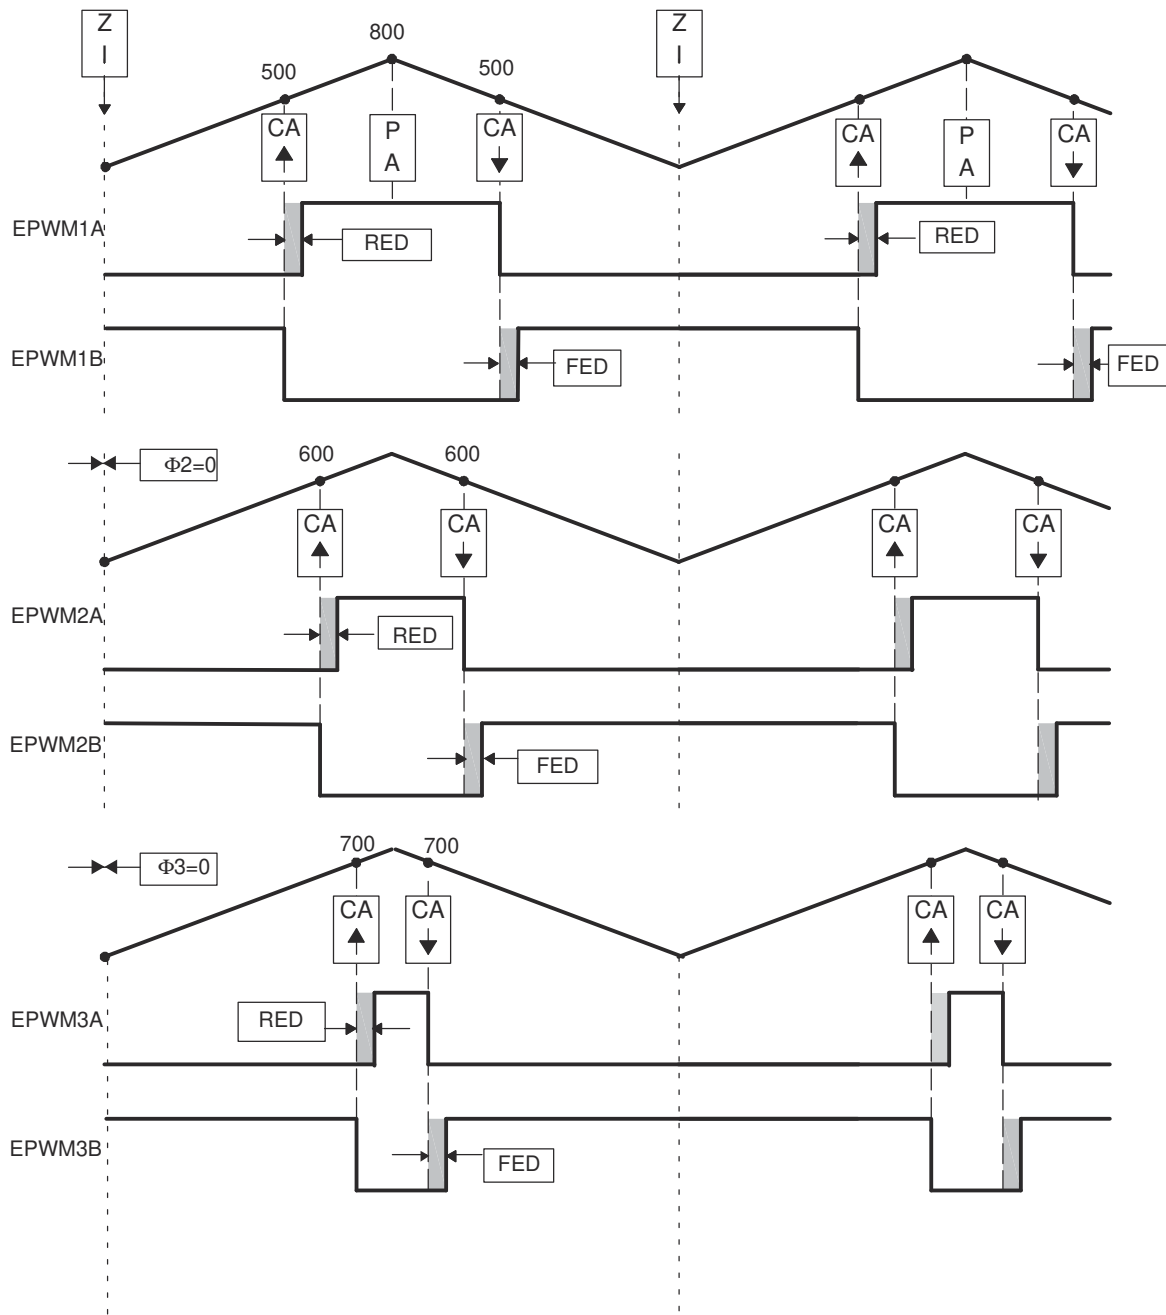 Z
I
800
500
500
Z
I
CA
P
A
CA
CA
P
A
CA
EPWM1A
RED
RED
EPWM1B
FED
FED
Φ2=0
600
600
CA
CA
CA
CA
EPWM2A
RED
EPWM2B
FED
Φ3=0
700
700
CA
CA
CA
CA
EPWM3A
RED
EPWM3B
FED